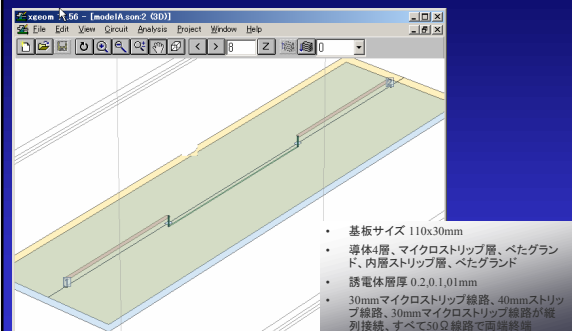 xgeom .56 - [modelA.son:2 (3D)]
File Edit View Circuit Analysis Project Window Help
8 Z 0
• 基板サイズ 110x30mm
• 導体4層、マイクロストリップ層、べたグラン
ド、内層ストリップ層、べたグランド
• 誘電体層厚 0.2,0.1,01mm
• 30mmマイクロストリップ線路、40mmストリッ
プ線路、30mmマイクロストリップ線路が縦
列接続、すべて50Ω線路で両端終端